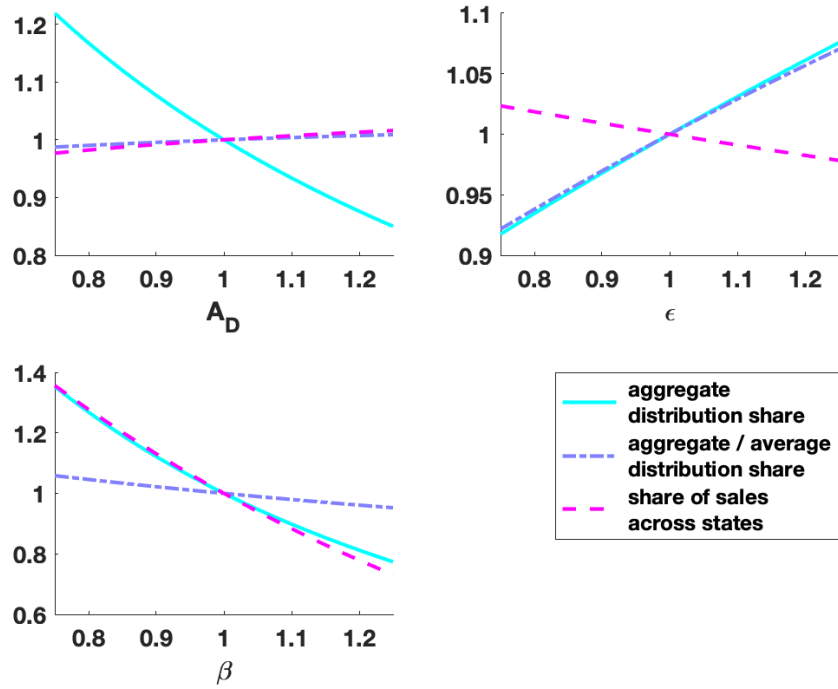 1.2
1.1
1
0.9
0.8
0.8 0.9 1 1.1 1.2
A_D
1.1
1.05
1
0.95
0.9
0.8 0.9 1 1.1 1.2
ϵ
1.4
1.2
1
0.8
0.6
0.8 0.9 1 1.1 1.2
β
aggregate
distribution share
aggregate / average
distribution share
share of sales
across states